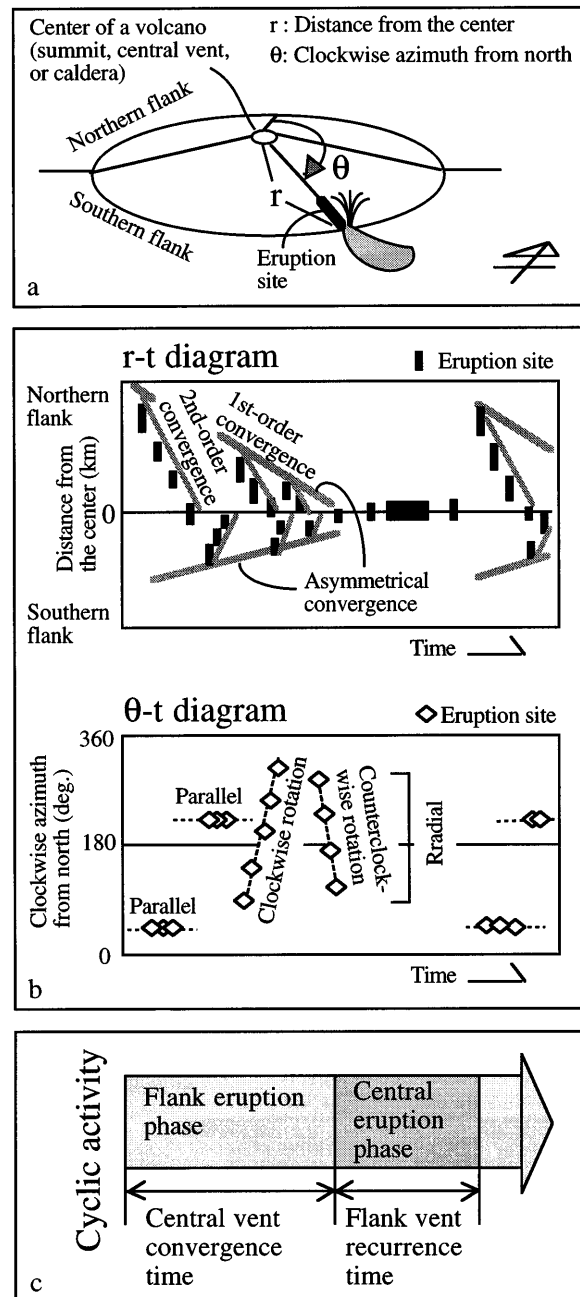 Center of a volcano
(summit, central vent,
or caldera)
r : Distance from the center
θ: Clockwise azimuth from north
Northern flank
Southern flank
θ
r
Eruption
site
a
r-t diagram
Eruption site
Northern
flank
Distance from
the center (km)
0
Southern
flank
2nd-order
convergence
1st-order
convergence
Asymmetrical
convergence
Time
θ-t diagram
Eruption site
360
180
0
Clockwise azimuth
from north (deg.)
Parallel
Parallel
Clockwise rotation
Counterclock-
wise rotation
Rradial
Time
b
Cyclic activity
Flank eruption
phase
Central
eruption
phase
Central vent
convergence
time
Flank vent
recurrence
time
c